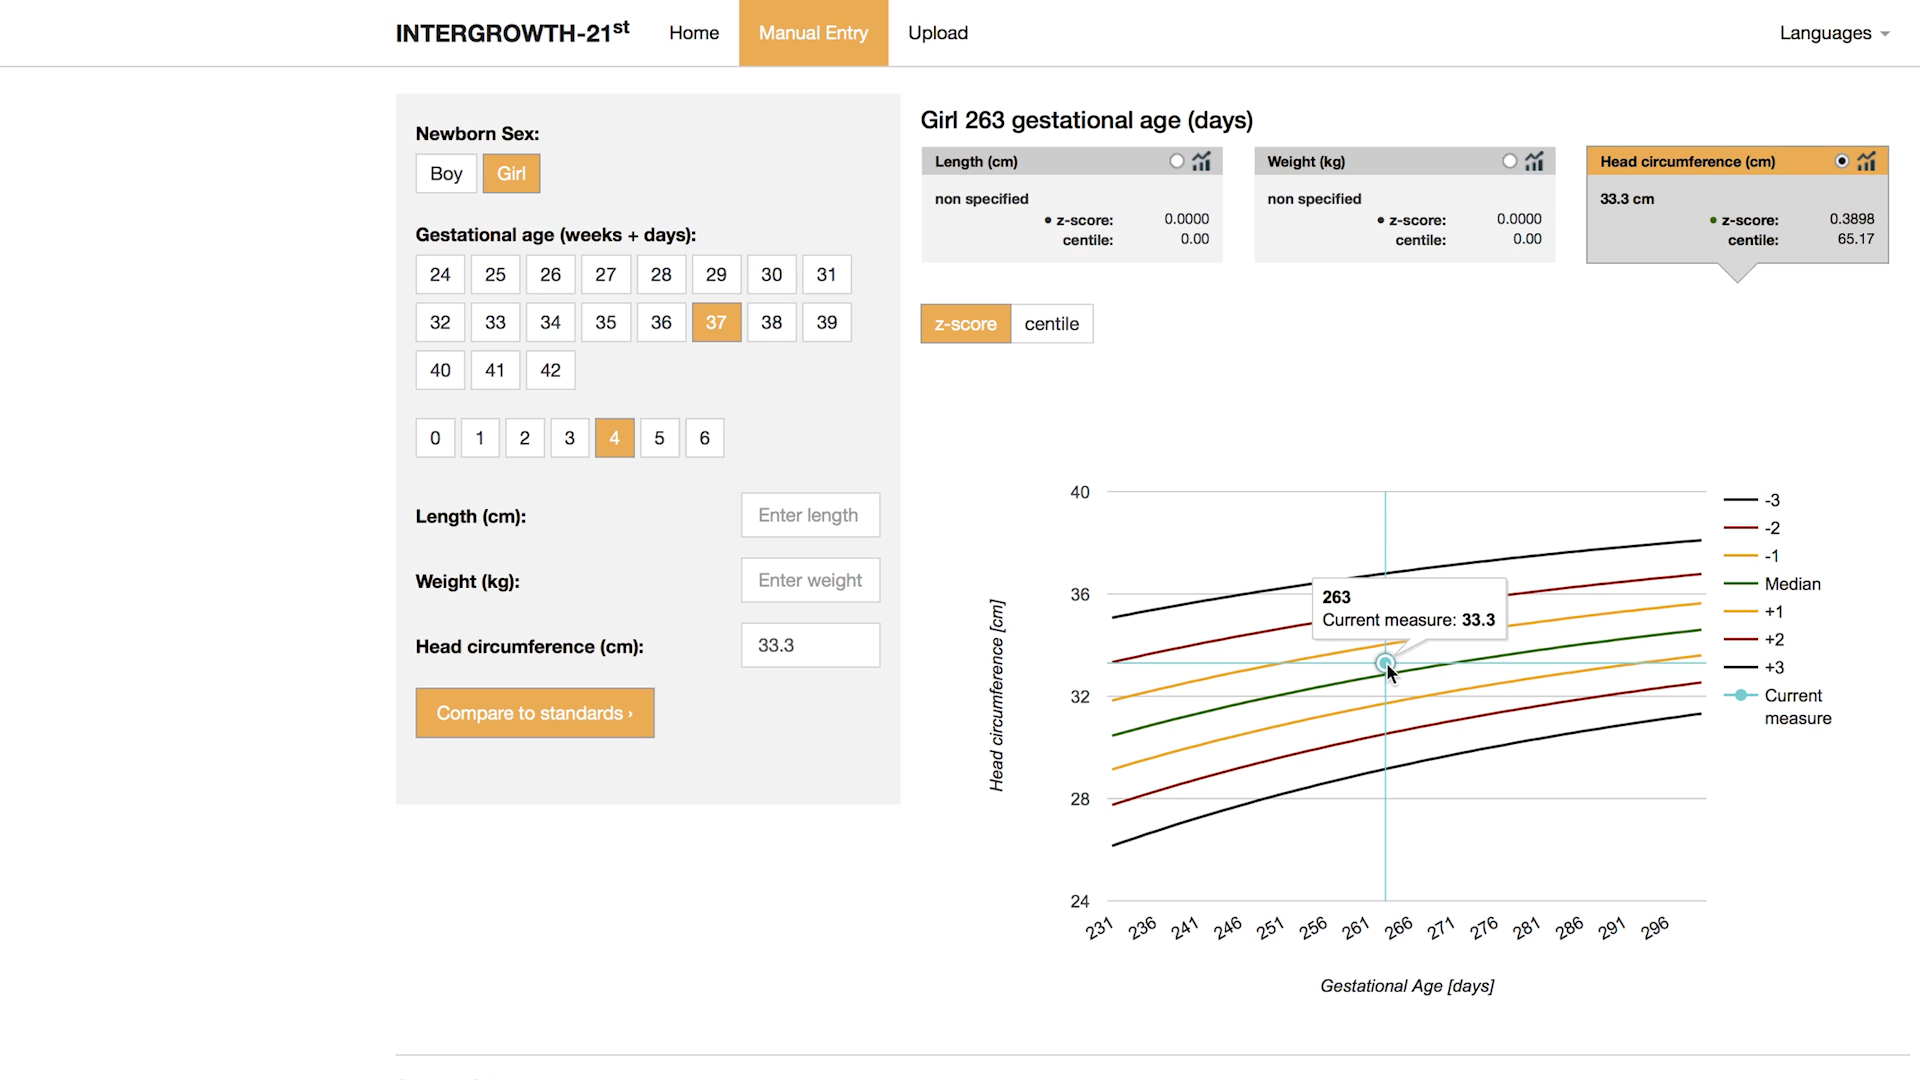 INTERGROWTH-21st Home Manual Entry Upload Languages
Newborn Sex:
Boy Girl
Gestational age (weeks + days):
24 25 26 27 28 29 30 31
32 33 34 35 36 37 38 39
40 41 42
0 1 2 3 4 5 6
Length (cm): Enter length
Weight (kg): Enter weight
Head circumference (cm): 33.3
Compare to standards ›
Girl 263 gestational age (days)
Length (cm)
non specified
z-score: 0.0000
centile: 0.00
Weight (kg)
non specified
z-score: 0.0000
centile: 0.00
Head circumference (cm)
33.3 cm
z-score: 0.3898
centile: 65.17
z-score centile
40
36
32
28
24
Head circumference [cm]
263
Current measure: 33.3
-3
-2
-1
Median
+1
+2
+3
Current
measure
231 236 241 246 251 256 261 266 271 276 281 286 291 296
Gestational Age [days]